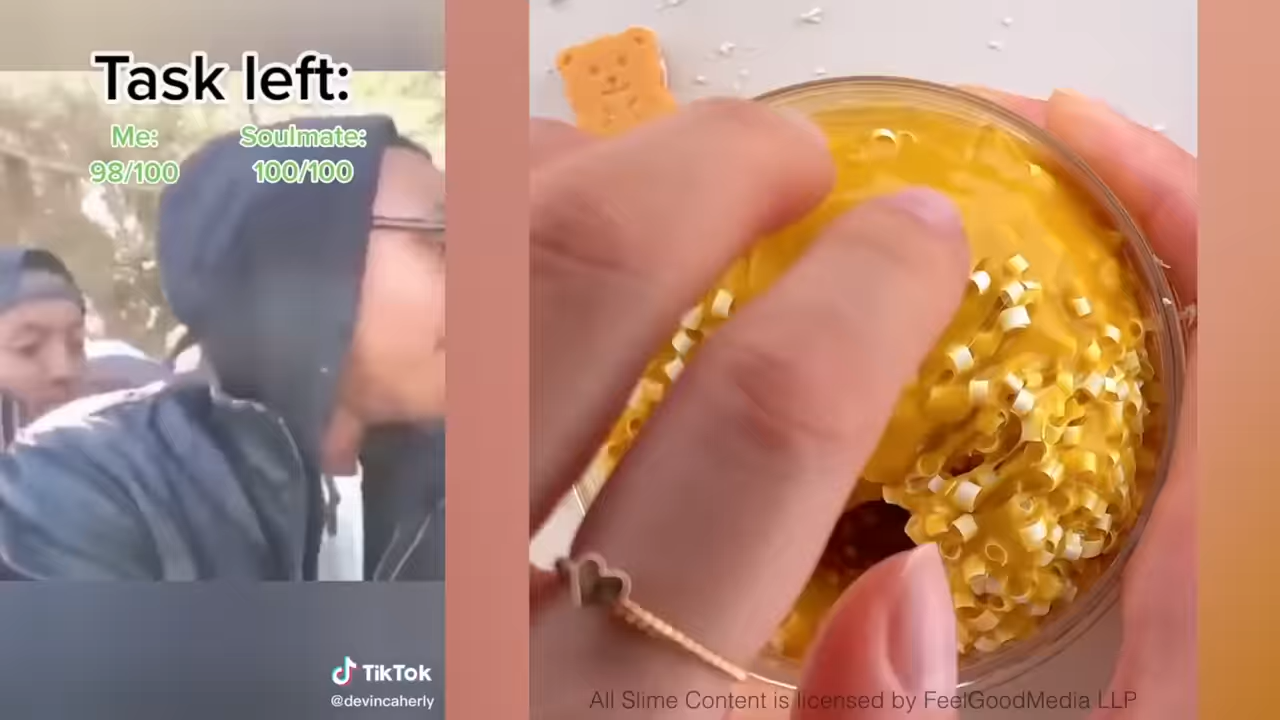 Task left:
Me:
98/100
Soulmate:
100/100
TikTok
@devincaherly
All Slime Content is licensed by FeelGoodMedia LLP